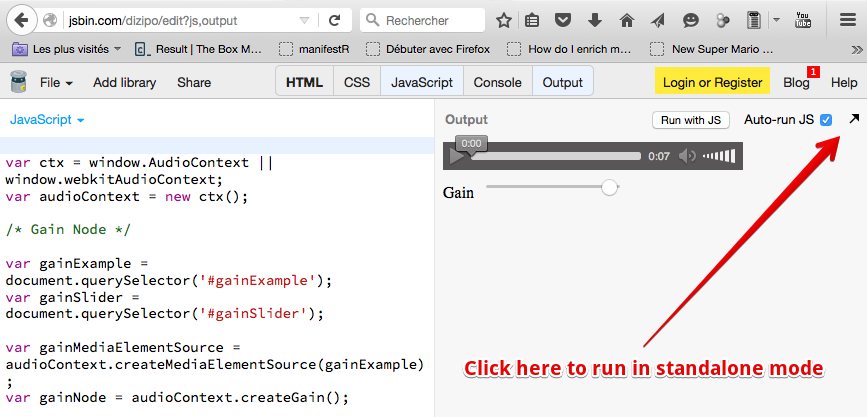 jsbin.com/dizipo/edit?js,output
Rechercher
Les plus visités
Result | The Box M...
manifestR
Débuter avec Firefox
How do I enrich m...
New Super Mario ...
File
Add library
Share
HTML
CSS
JavaScript
Console
Output
Login or Register
Blog
1
Help
JavaScript
Output
Run with JS
Auto-run JS
0:00
0:07
Gain
var ctx = window.AudioContext ||
window.webkitAudioContext;
var audioContext = new ctx();
/* Gain Node */
var gainExample =
document.querySelector('#gainExample');
var gainSlider =
document.querySelector('#gainSlider');
var gainMediaElementSource =
audioContext.createMediaElementSource(gainExample)
;
var gainNode = audioContext.createGain();
Click here to run in standalone mode